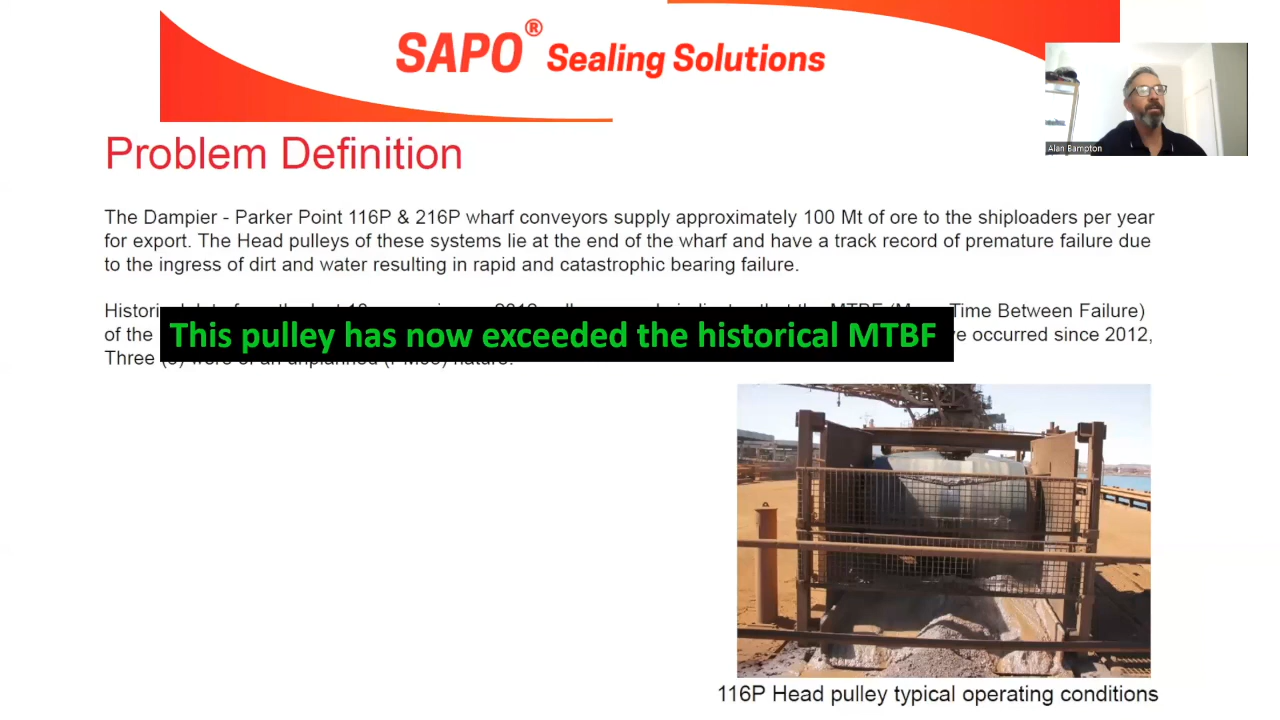 SAPO® Sealing Solutions
Alan Bampton
Problem Definition
The Dampier - Parker Point 116P & 216P wharf conveyors supply approximately 100 Mt of ore to the shiploaders per year
for export. The Head pulleys of these systems lie at the end of the wharf and have a track record of premature failure due
to the ingress of dirt and water resulting in rapid and catastrophic bearing failure.
Time Between Failure)
of the
occurred since 2012,
This pulley has now exceeded the historical MTBF
Three
116P Head pulley typical operating conditions